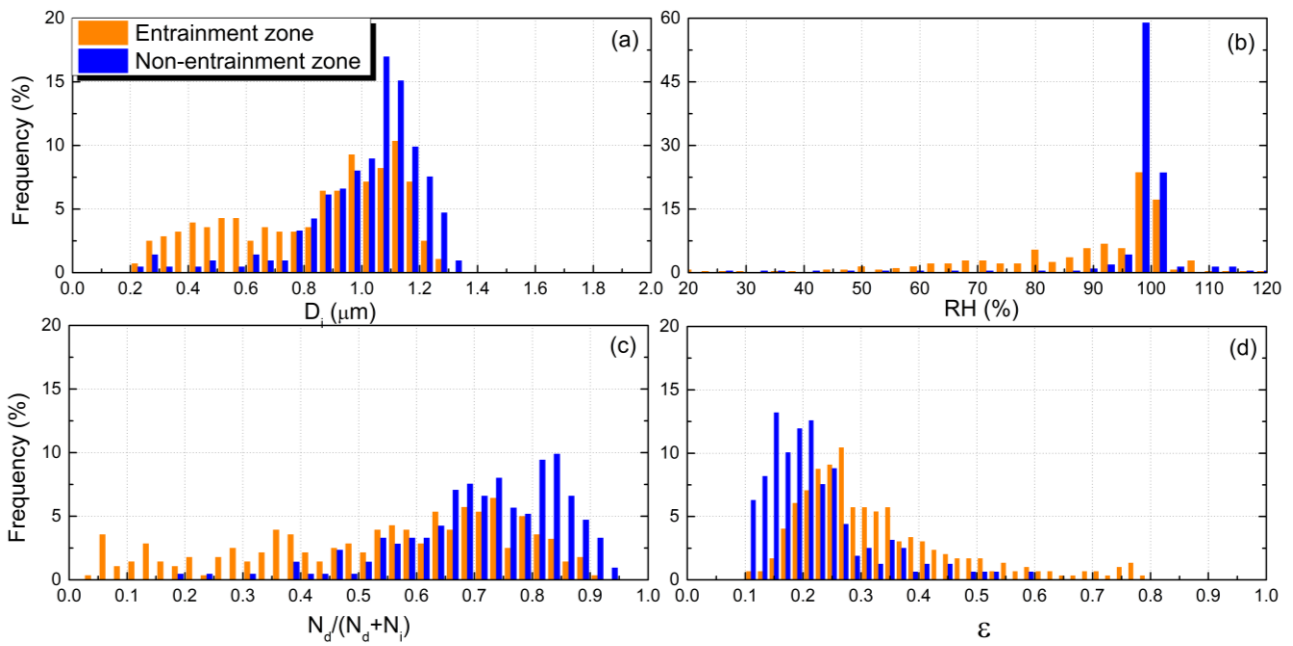 Entrainment zone
Non-entrainment zone
(a)
20
15
10
5
0
Frequency (%)
0.0 0.2 0.4 0.6 0.8 1.0 1.2 1.4 1.6 1.8 2.0
D_i (μm)
(b)
60
45
30
15
0
20 30 40 50 60 70 80 90 100 110 120
RH (%)
(c)
20
15
10
5
0
Frequency (%)
0.0 0.1 0.2 0.3 0.4 0.5 0.6 0.7 0.8 0.9 1.0
N_d/(N_d+N_i)
(d)
20
15
10
5
0
0.0 0.1 0.2 0.3 0.4 0.5 0.6 0.7 0.8 0.9 1.0
ε